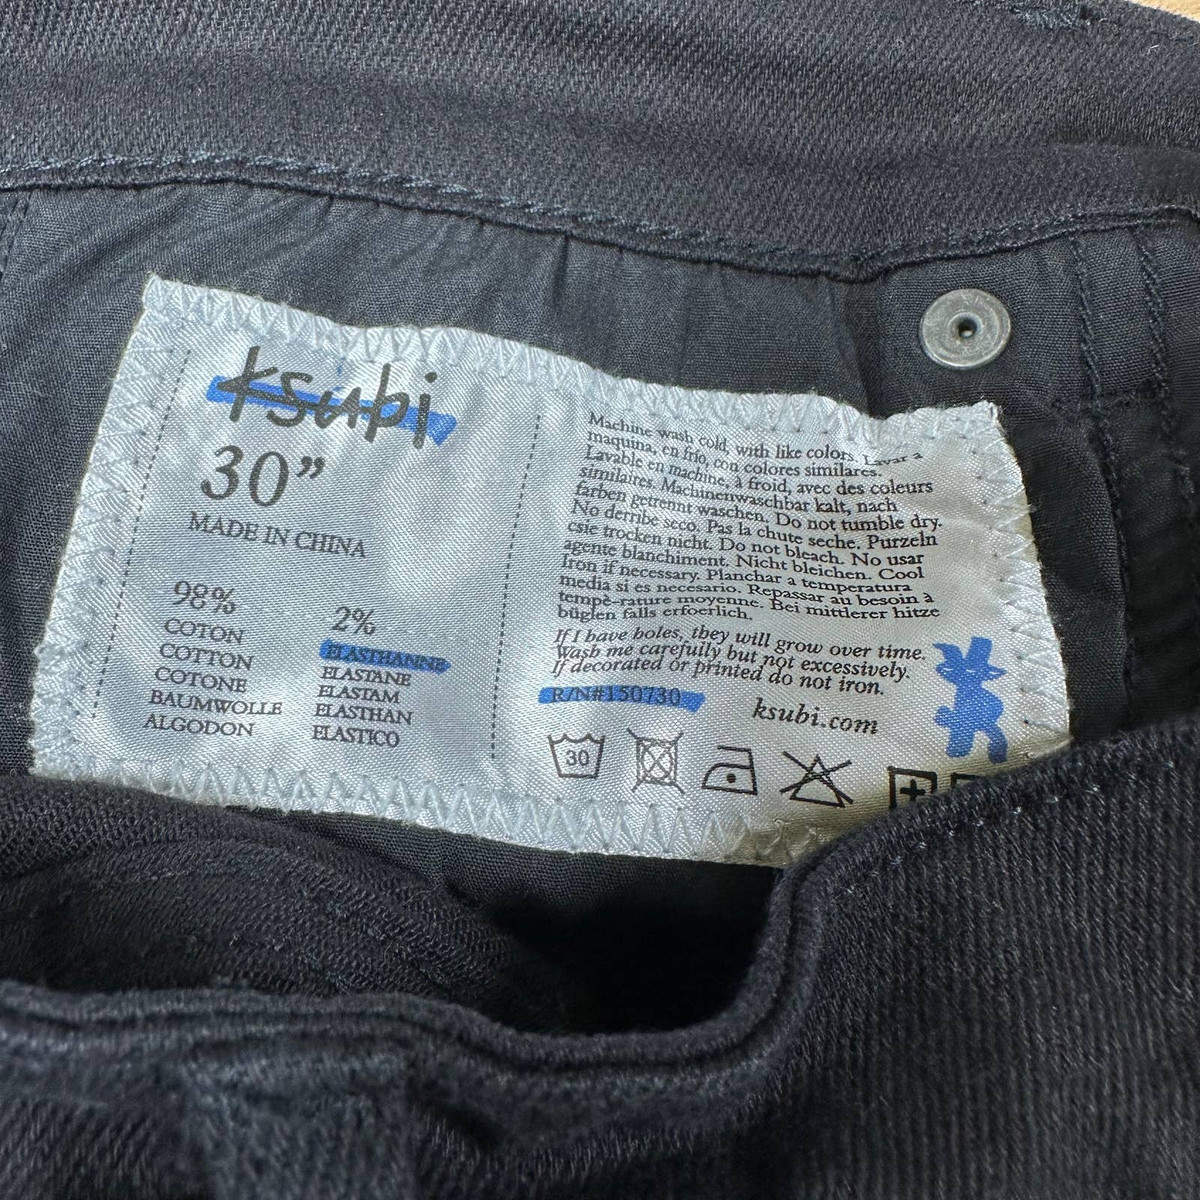 ksubi
30”
MADE IN CHINA
98%
COTON
COTTON
COTONE
BAUMWOLLE
ALGODON
2%
ELASTHANNE
ELASTANE
ELASTAM
ELASTHAN
ELASTICO
Machine wash cold, with like colors. Lavar a
maquina, en frio, con colores similares.
Lavable en machine, à froid, avec des coleurs
similaires. Machinenwaschbar kalt, nach
farben getrennt waschen. Do not tumble dry.
No derribe seco. Pas la chute seche. Purzeln
csie trocken nicht. Do not bleach. No usar
agente blanchiment. Nicht bleichen. Cool
Iron if necessary. Planchar a temperatura
media si es necesario. Repassar au besoin à
tempè-rature moyenne. Bei mittlerer hitze
büglen falls erfoerlich.
If I have boles, they will grow over time.
Wash me carefully but not excessively.
If decorated or printed do not iron.
R/N#150730
ksubi.com
30